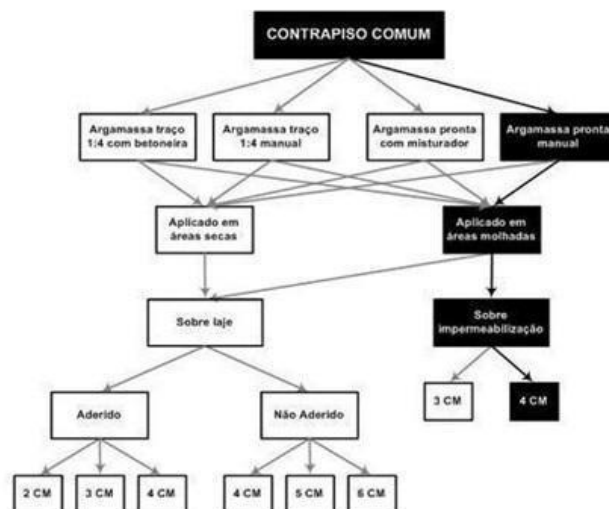 CONTRAPISO COMUM
Argamassa traço
1:4 com betoneira
Argamassa traço
1:4 manual
Argamassa pronta
com misturador
Argamassa pronta
manual
Aplicado em
áreas secas
Aplicado em
áreas molhadas
Sobre laje
Sobre
impermeabilização
3 CM
4 CM
Aderido
Não Aderido
2 CM
3 CM
4 CM
4 CM
5 CM
6 CM